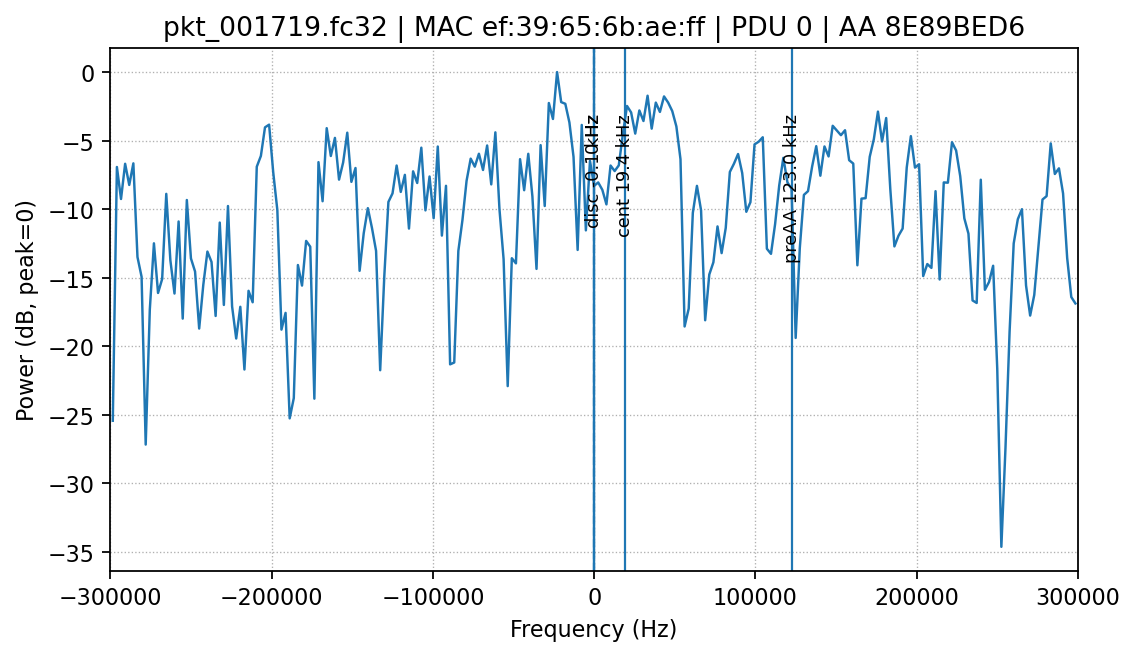 pkt_001719.fc32 | MAC ef:39:65:6b:ae:ff | PDU 0 | AA 8E89BED6
0
−5
−10
−15
−20
−25
−30
−35
Power (dB, peak=0)
disc
cent 19.4 kHz
preAA 123.0 kHz
−300000
−200000
−100000
0
100000
200000
300000
Frequency (Hz)